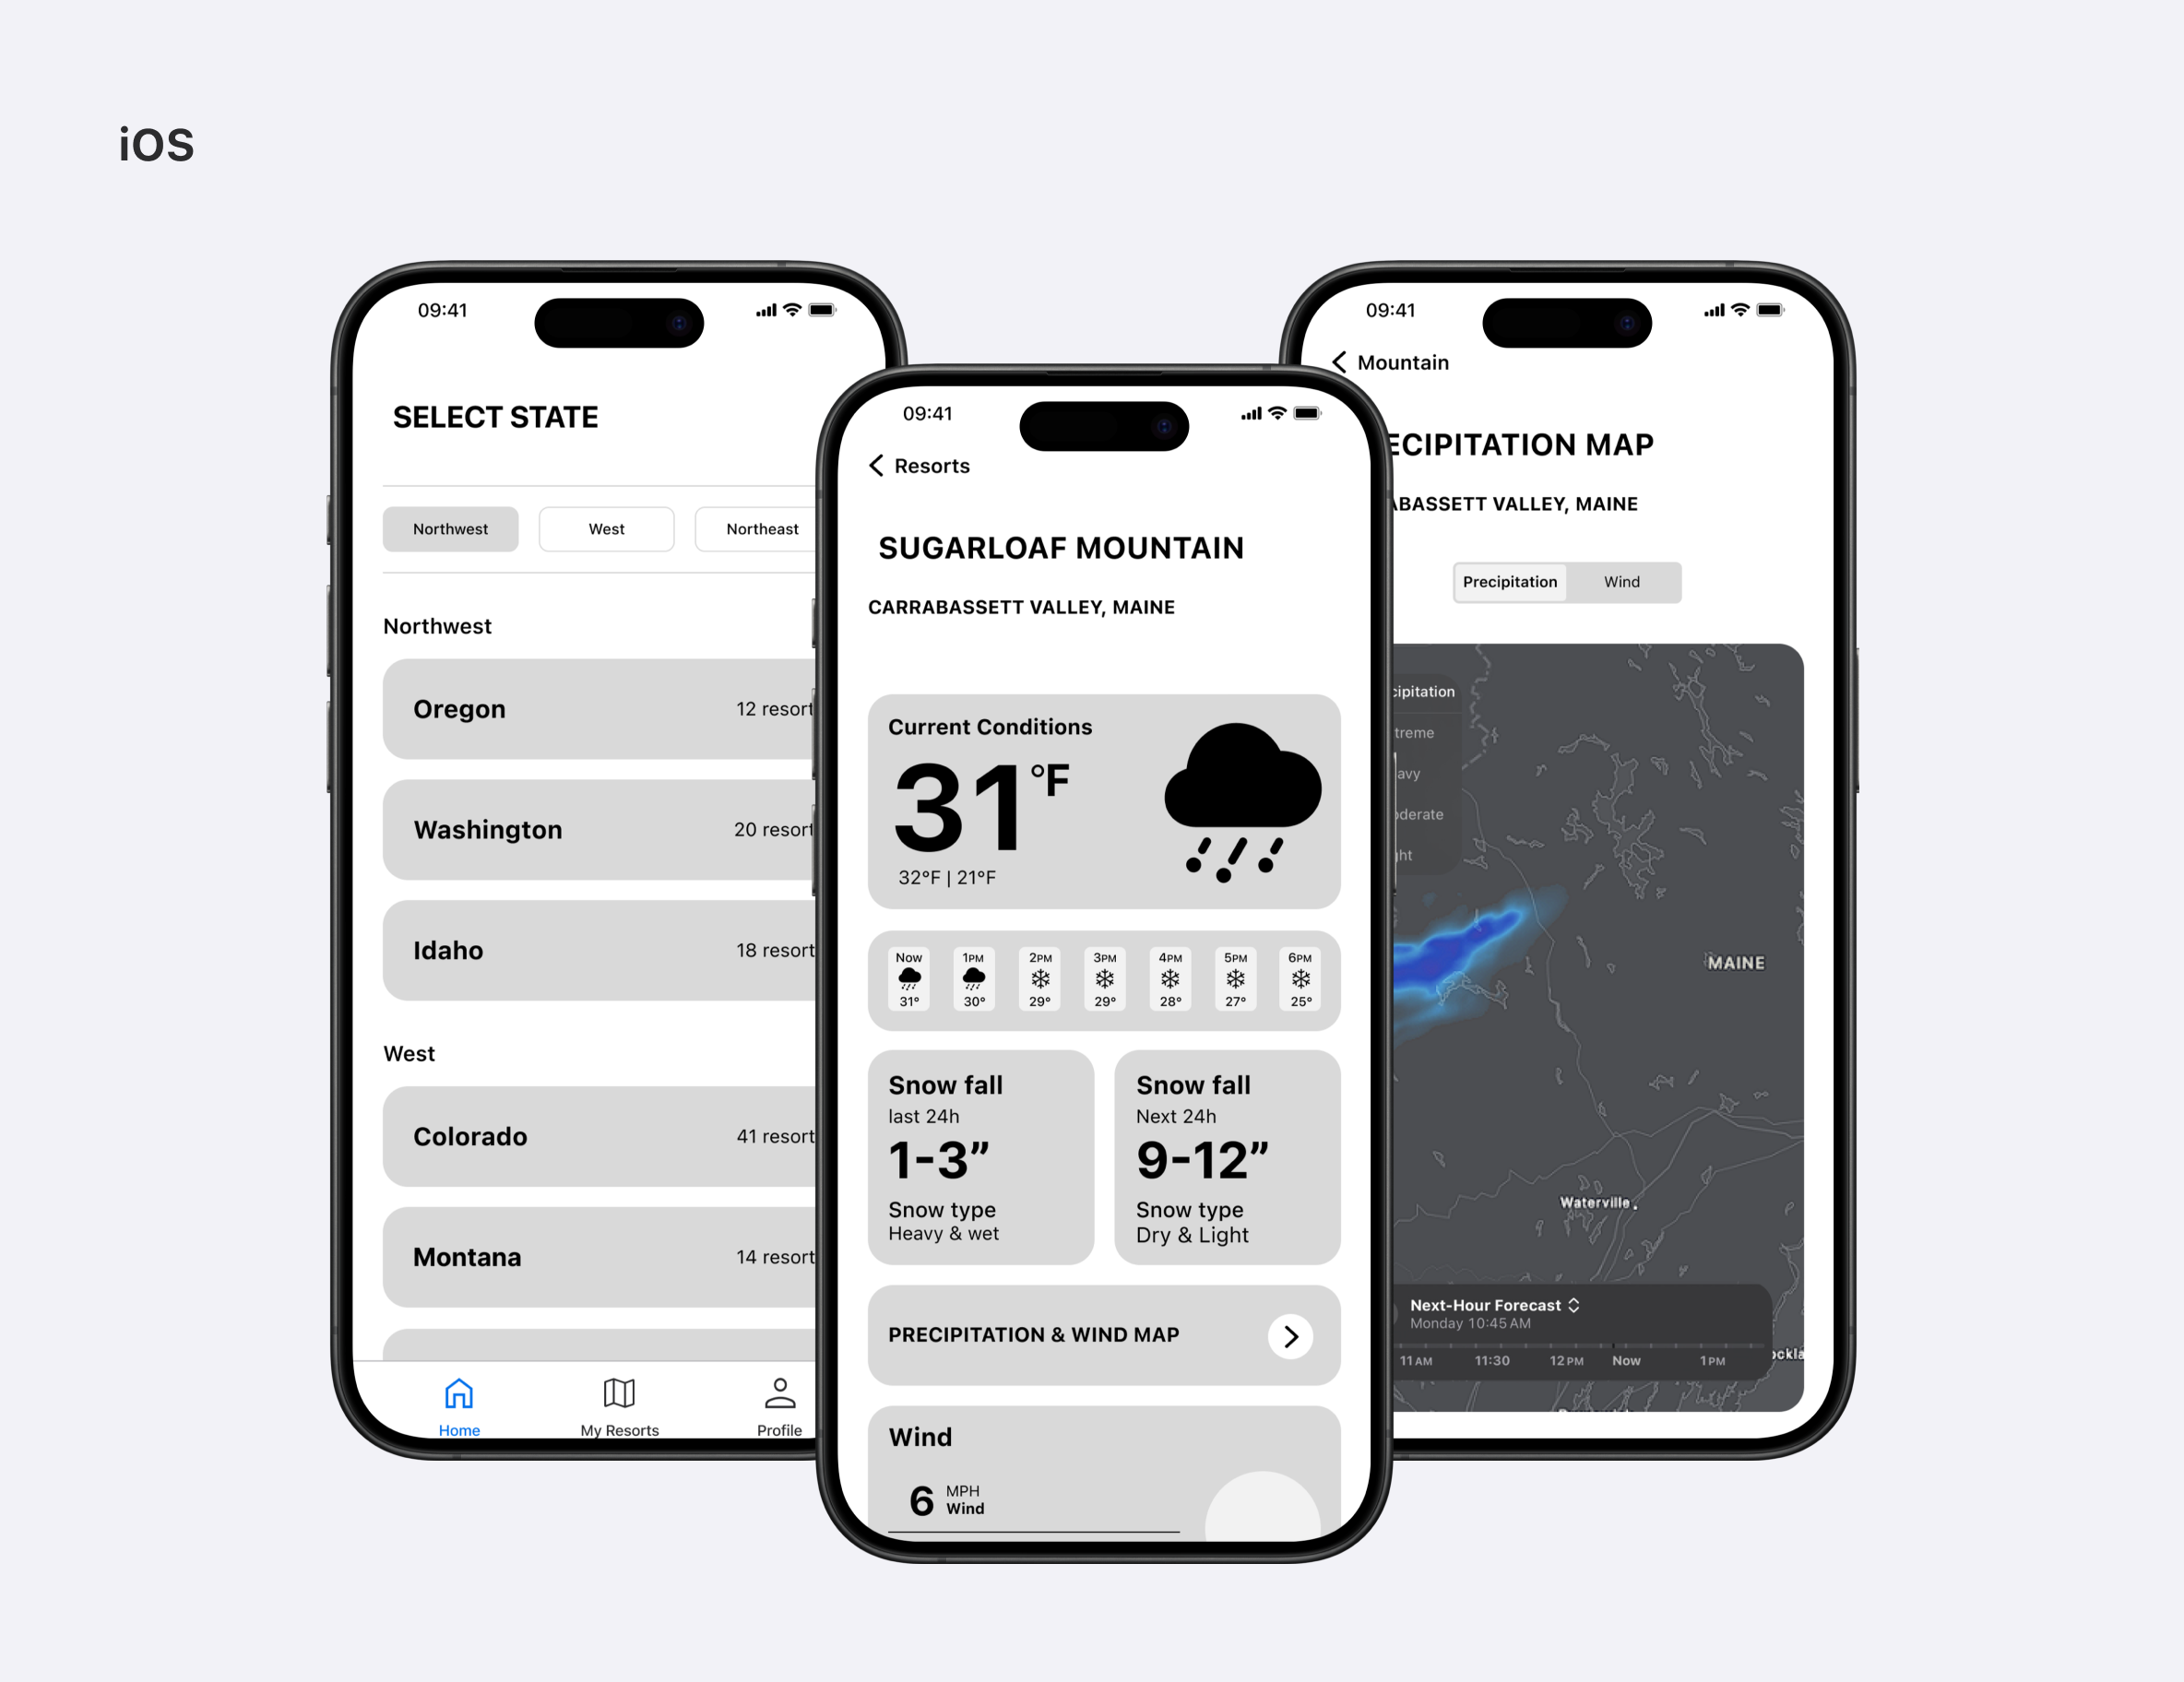 iOS
09:41
SELECT STATE
Northwest
West
Northeast
Northwest
Oregon
12 resort
Washington
20 resort
Idaho
18 resort
West
Colorado
41 resort
Montana
14 resort
Home
My Resorts
Profile
09:41
Resorts
SUGARLOAF MOUNTAIN
CARRABASSETT VALLEY, MAINE
Current Conditions
31°F
32°F | 21°F
Now 1PM 2PM 3PM 4PM 5PM 6PM
31° 30° 29° 29° 28° 27° 25°
Snow fall
last 24h
1-3”
Snow type
Heavy & wet
Snow fall
Next 24h
9-12”
Snow type
Dry & Light
PRECIPITATION & WIND MAP
Wind
6 MPH
Wind
09:41
Mountain
ECIPITATION MAP
ABASSETT VALLEY, MAINE
Precipitation
Wind
cipitation
treme
avy
oderate
ght
MAINE
Waterville
Next-Hour Forecast
Monday 10:45 AM
11 AM 11:30 12 PM Now 1 PM
ockla